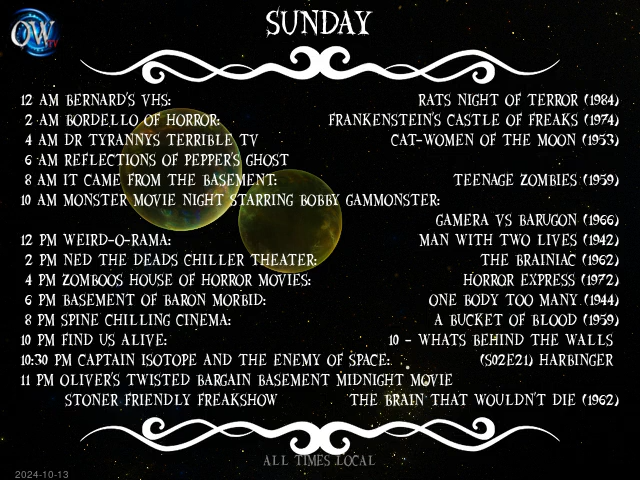 OW TV
SUNDAY
12 AM BERNARD'S VHS: RATS NIGHT OF TERROR (1984)
2 AM BORDELLO OF HORROR: FRANKENSTEIN'S CASTLE OF FREAKS (1974)
4 AM DR TYRANNYS TERRIBLE TV CAT-WOMEN OF THE MOON (1953)
6 AM REFLECTIONS OF PEPPER'S GHOST
8 AM IT CAME FROM THE BASEMENT: TEENAGE ZOMBIES (1959)
10 AM MONSTER MOVIE NIGHT STARRING BOBBY GAMMONSTER:
GAMERA VS BARUGON (1966)
12 PM WEIRD-O-RAMA: MAN WITH TWO LIVES (1942)
2 PM NED THE DEADS CHILLER THEATER: THE BRAINIAC (1962)
4 PM ZOMBOOS HOUSE OF HORROR MOVIES: HORROR EXPRESS (1972)
6 PM BASEMENT OF BARON MORBID: ONE BODY TOO MANY (1944)
8 PM SPINE CHILLING CINEMA: A BUCKET OF BLOOD (1959)
10 PM FIND US ALIVE: 10 - WHATS BEHIND THE WALLS
10:30 PM CAPTAIN ISOTOPE AND THE ENEMY OF SPACE: (S02E21) HARBINGER
11 PM OLIVER'S TWISTED BARGAIN BASEMENT MIDNIGHT MOVIE
STONER FRIENDLY FREAKSHOW THE BRAIN THAT WOULDN'T DIE (1962)
ALL TIMES LOCAL
2024-10-13